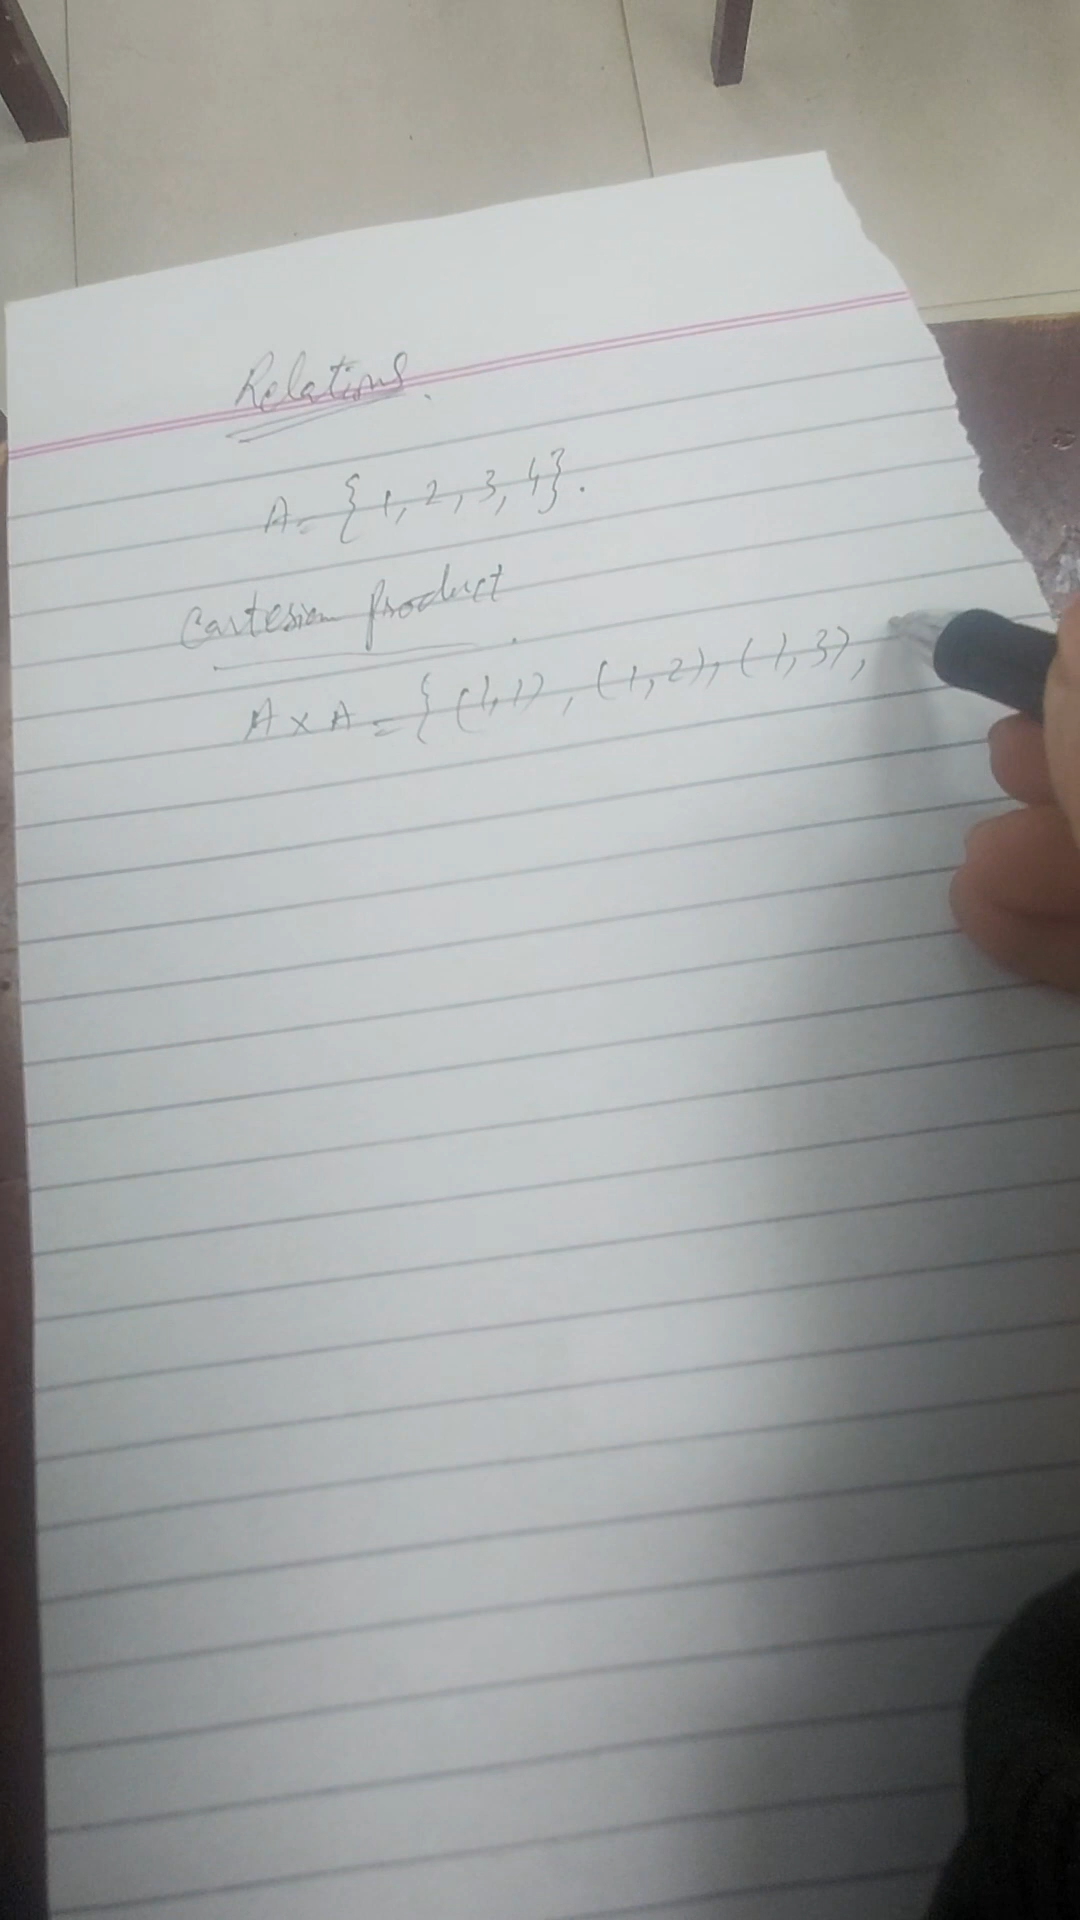 Relations.
A = {1, 2, 3, 4}.
Cartesian product
A × A = { (1,1), (1,2), (1,3),